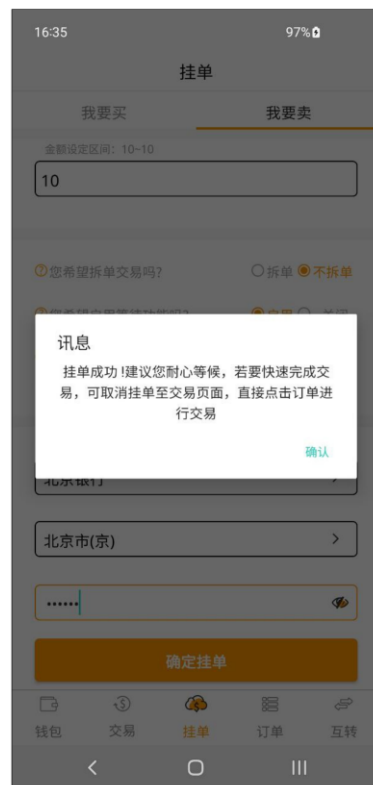 16:35
97%
挂单
我要买
我要卖
金额设定区间：10~10
10
您希望拆单交易吗?
拆单
不拆单
讯息
挂单成功 !建议您耐心等候，若要快速完成交
易，可取消挂单至交易页面，直接点击订单进
行交易
确认
北京银行
北京市(京)
••••••
确定挂单
钱包
交易
挂单
订单
互转